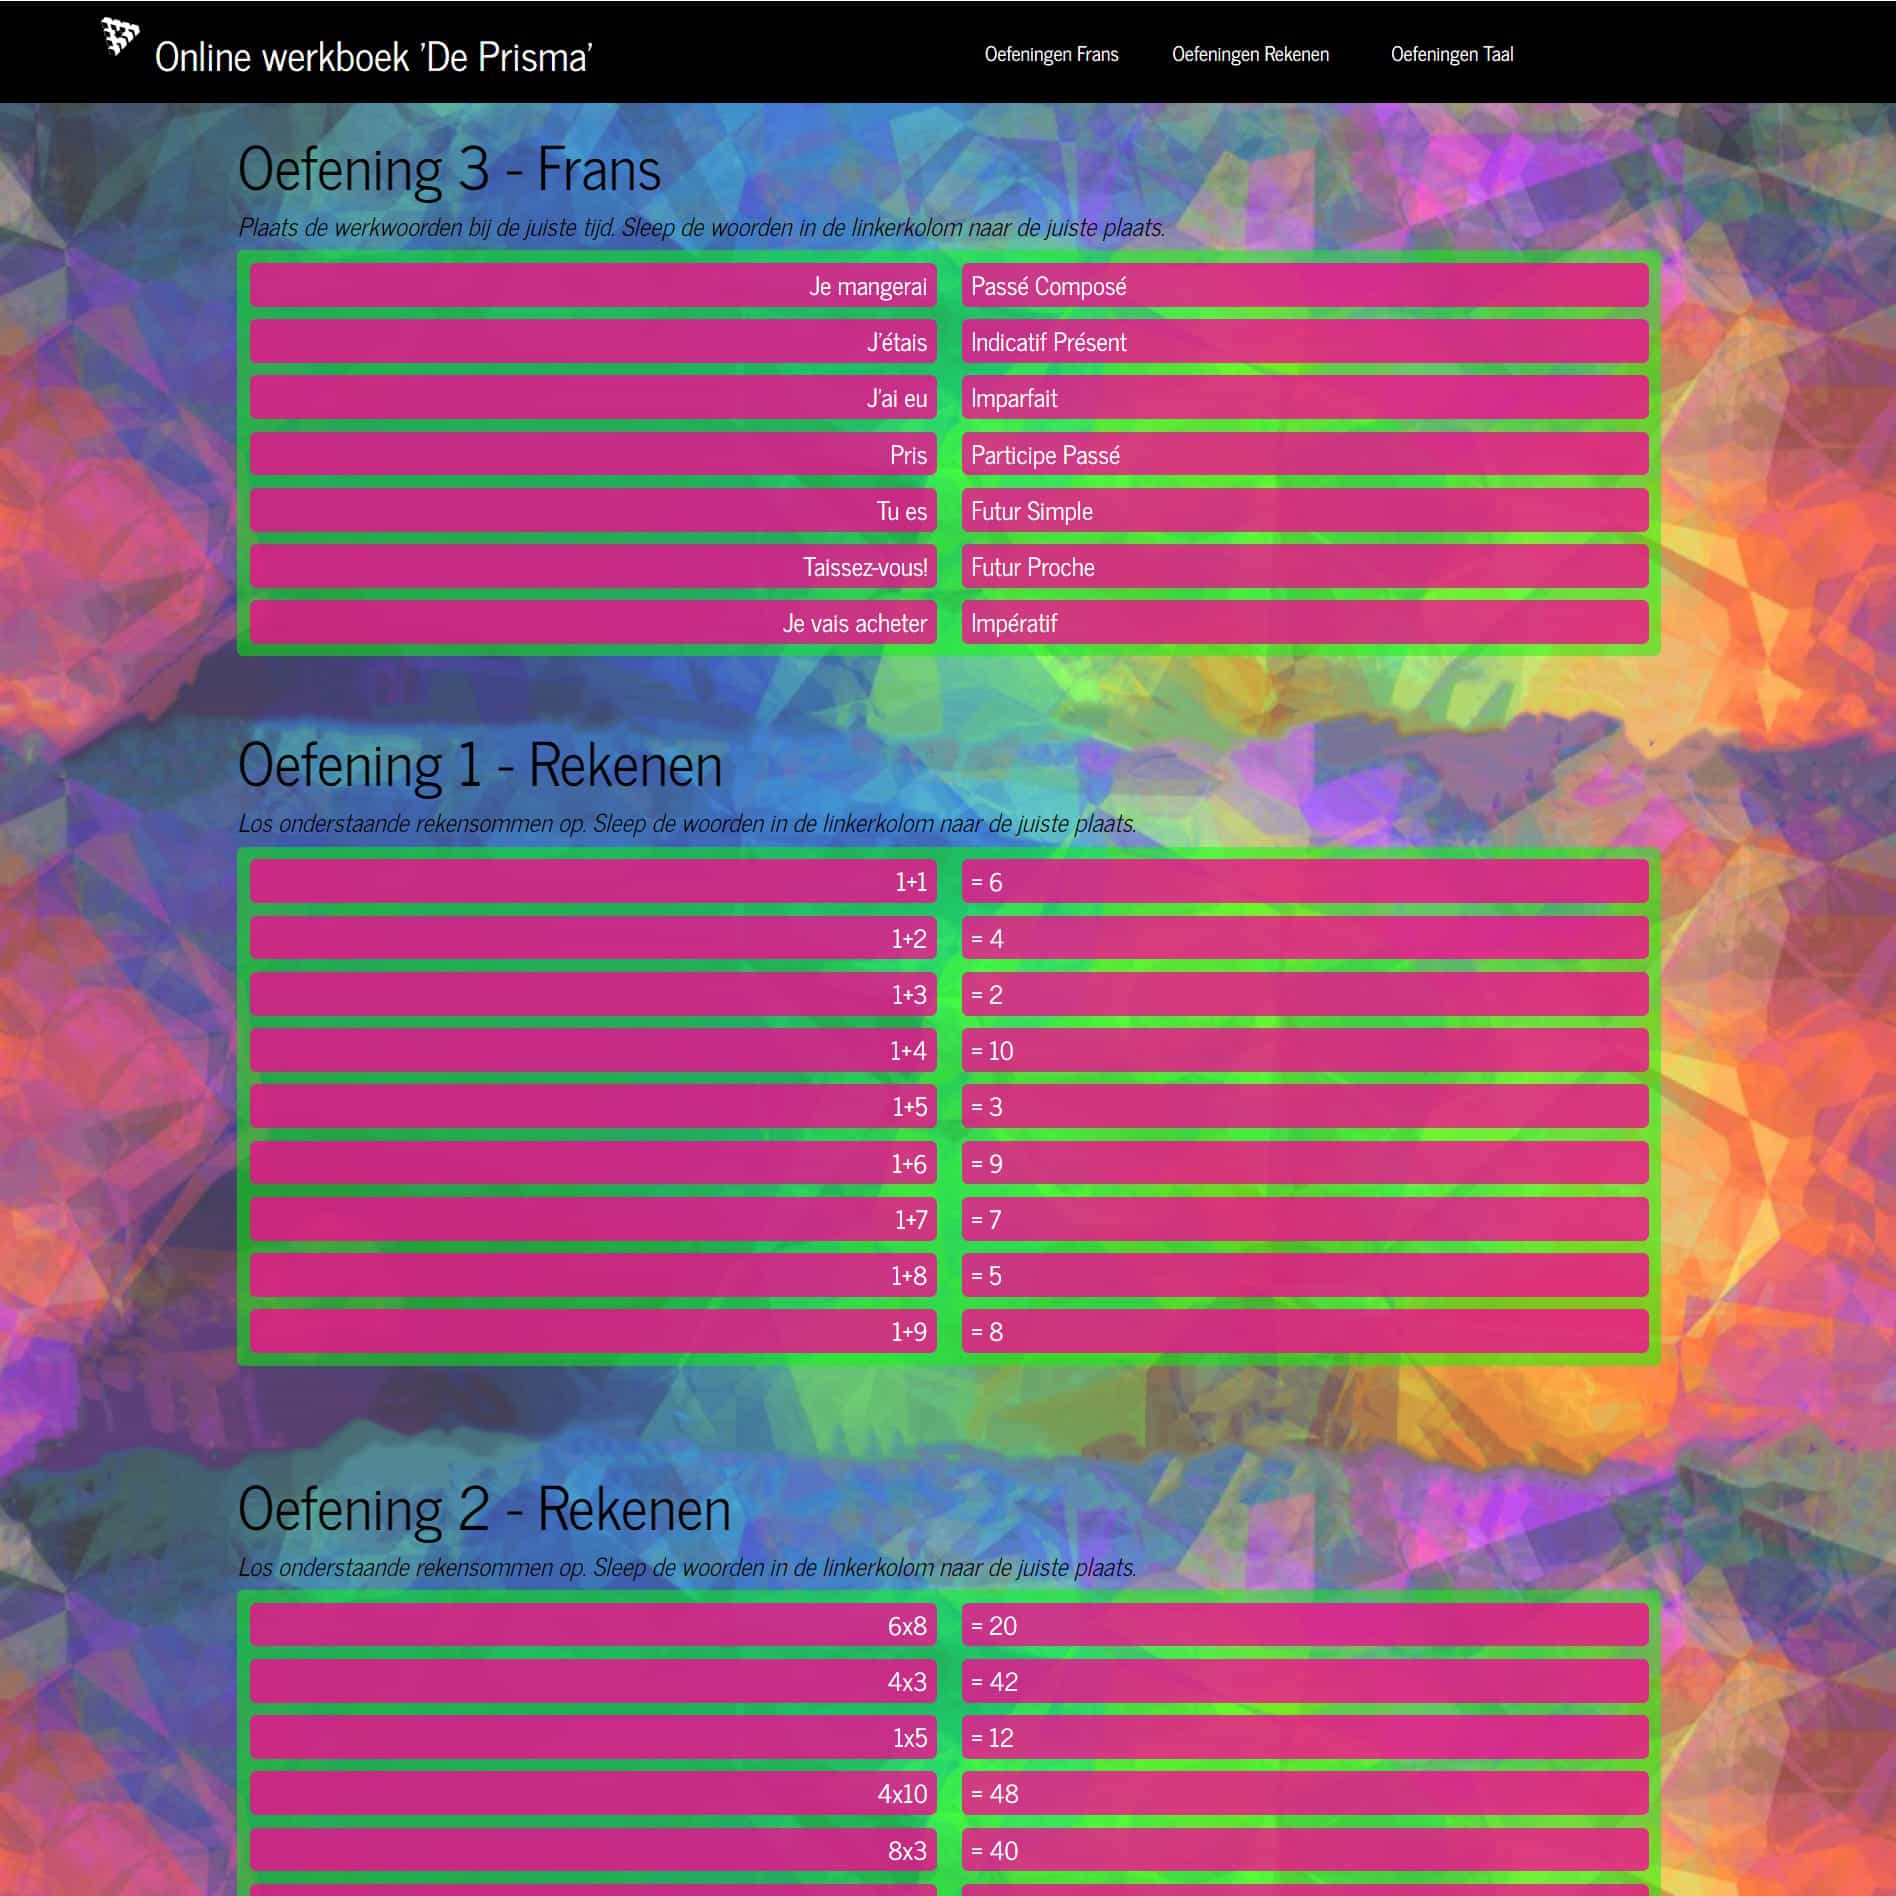 Online werkboek 'De Prisma'
Oefeningen Frans
Oefeningen Rekenen
Oefeningen Taal
Oefening 3 - Frans
Plaats de werkwoorden bij de juiste tijd. Sleep de woorden in de linkerkolom naar de juiste plaats.
Je mangerai
Passé Composé
J'étais
Indicatif Présent
J'ai eu
Imparfait
Pris
Participe Passé
Tu es
Futur Simple
Taissez-vous!
Futur Proche
Je vais acheter
Impératif
Oefening 1 - Rekenen
Los onderstaande rekensommen op. Sleep de woorden in de linkerkolom naar de juiste plaats.
1+1
= 6
1+2
= 4
1+3
= 2
1+4
= 10
1+5
= 3
1+6
= 9
1+7
= 7
1+8
= 5
1+9
= 8
Oefening 2 - Rekenen
Los onderstaande rekensommen op. Sleep de woorden in de linkerkolom naar de juiste plaats.
6x8
= 20
4x3
= 42
1x5
= 12
4x10
= 48
8x3
= 40